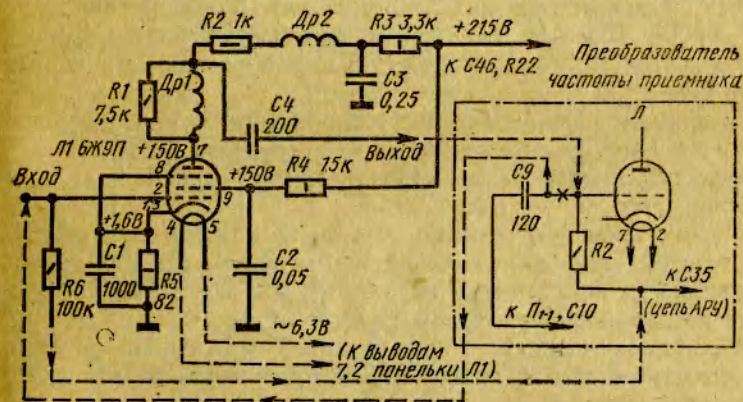 R2 1к
Др2
R3 3,3к
+215В
к С46, R22
Преобразователь
частоты приемника
R1
7,5к
Др1
C3
0,25
C4
200
Выход
Л
Л1 6Ж9П
+150В
7
8
+150В
R4 15к
Вход
2
9
1,3
+1,6В
4
5
C9
120
R6
100к
C1
1000
R5
82
C2
0,05
R2
7
2
к С35
(цепь АРУ)
к П1-1, С10
~6,3В
(к выводам
7,2 панельки Л1)